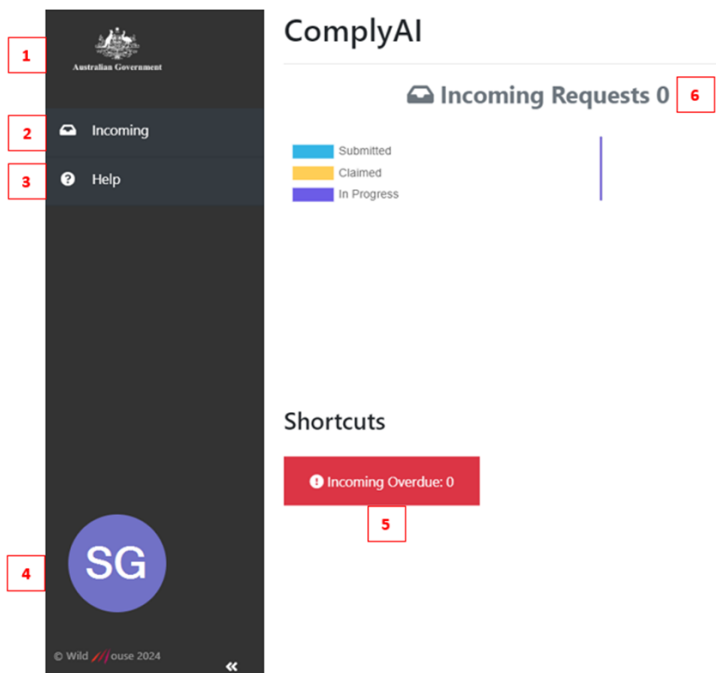 ComplyAI
1
Australian Government
Incoming Requests 0
6
2
Incoming
Submitted
3
Help
Claimed
In Progress
Shortcuts
Incoming Overdue: 0
5
4
SG
© Wild ouse 2024
«